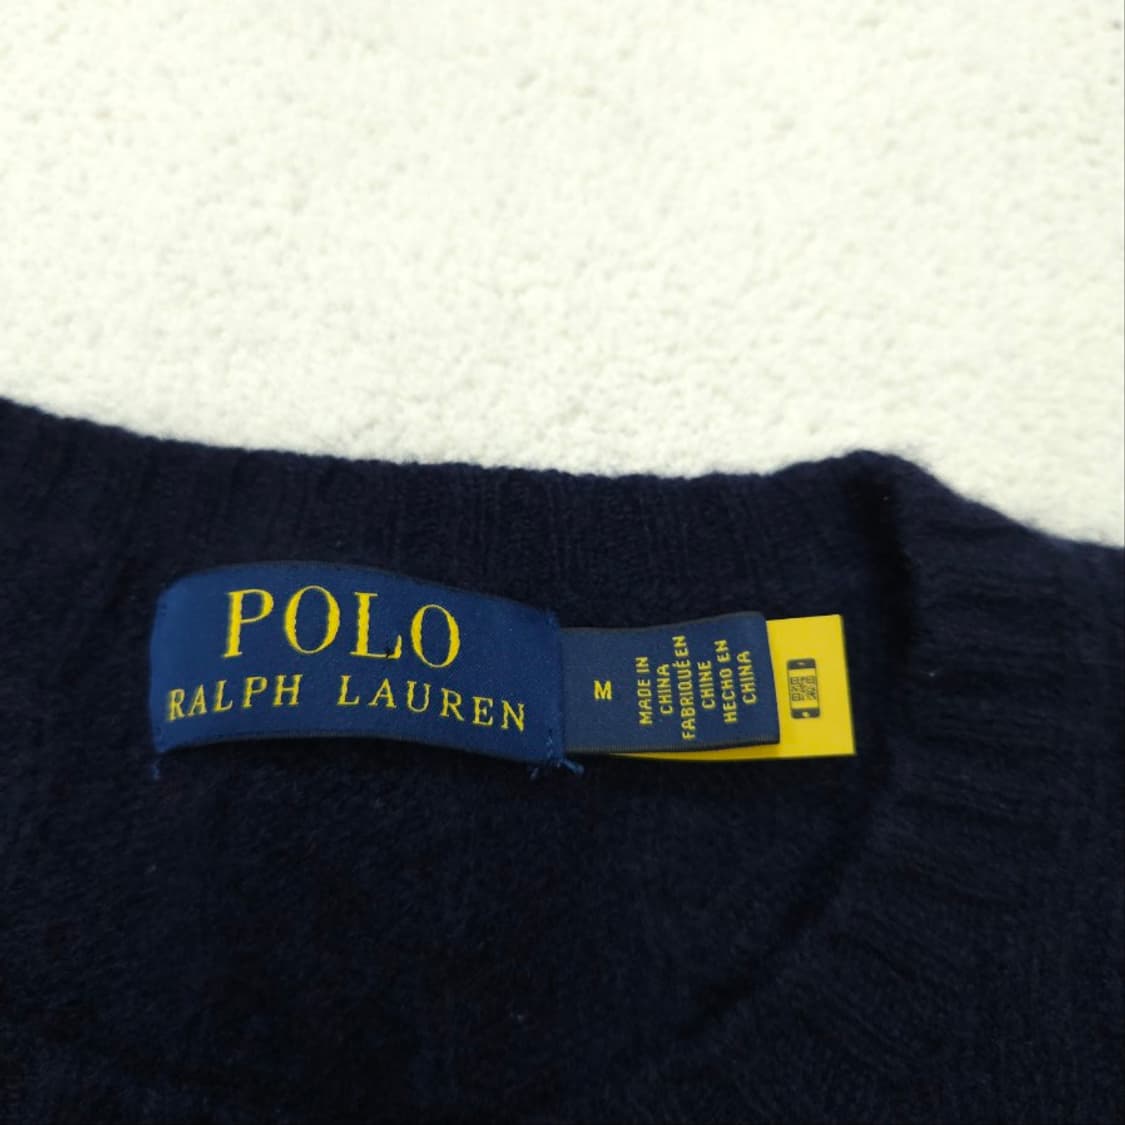 POLO
RALPH LAUREN
M
MADE IN
CHINA
FABRIQUÉ EN
CHINE
HECHO EN
CHINA